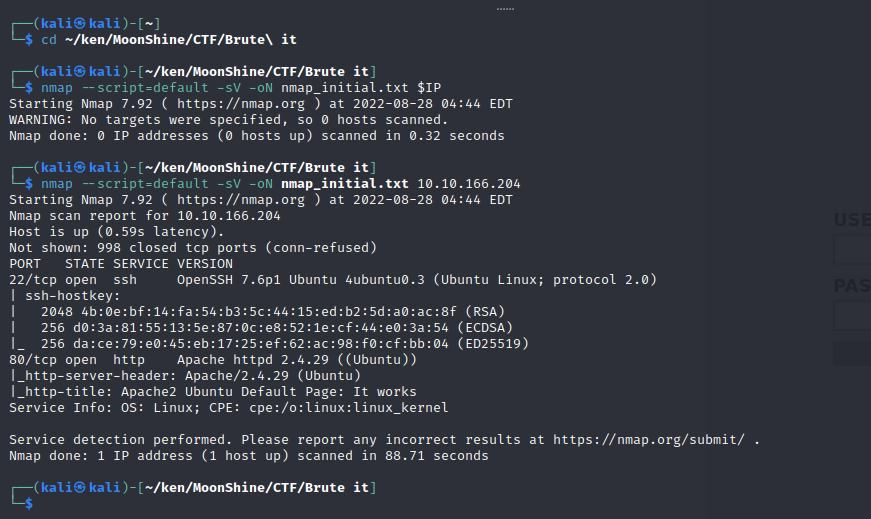 ┌──(kali㉿kali)-[~]
└─$ cd ~/ken/MoonShine/CTF/Brute\ it
┌──(kali㉿kali)-[~/ken/MoonShine/CTF/Brute it]
└─$ nmap --script=default -sV -oN nmap_initial.txt $IP
Starting Nmap 7.92 ( https://nmap.org ) at 2022-08-28 04:44 EDT
WARNING: No targets were specified, so 0 hosts scanned.
Nmap done: 0 IP addresses (0 hosts up) scanned in 0.32 seconds
┌──(kali㉿kali)-[~/ken/MoonShine/CTF/Brute it]
└─$ nmap --script=default -sV -oN nmap_initial.txt 10.10.166.204
Starting Nmap 7.92 ( https://nmap.org ) at 2022-08-28 04:44 EDT
Nmap scan report for 10.10.166.204
Host is up (0.59s latency).
Not shown: 998 closed tcp ports (conn-refused)
PORT   STATE SERVICE VERSION
22/tcp open  ssh     OpenSSH 7.6p1 Ubuntu 4ubuntu0.3 (Ubuntu Linux; protocol 2.0)
| ssh-hostkey:
|   2048 4b:0e:bf:14:fa:54:b3:5c:44:15:ed:b2:5d:a0:ac:8f (RSA)
|   256 d0:3a:81:55:13:5e:87:0c:e8:52:1e:cf:44:e0:3a:54 (ECDSA)
|_  256 da:ce:79:e0:45:eb:17:25:ef:62:ac:98:f0:cf:bb:04 (ED25519)
80/tcp open  http    Apache httpd 2.4.29 ((Ubuntu))
|_http-server-header: Apache/2.4.29 (Ubuntu)
|_http-title: Apache2 Ubuntu Default Page: It works
Service Info: OS: Linux; CPE: cpe:/o:linux:linux_kernel
Service detection performed. Please report any incorrect results at https://nmap.org/submit/ .
Nmap done: 1 IP address (1 host up) scanned in 88.71 seconds
┌──(kali㉿kali)-[~/ken/MoonShine/CTF/Brute it]
└─$
USE
PAS